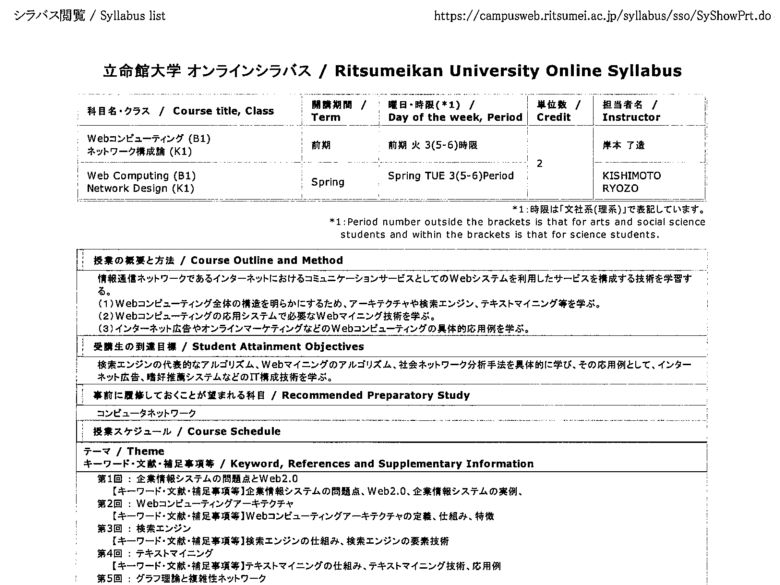 シラバス閲覧 / Syllabus list
https://campusweb.ritsumei.ac.jp/syllabus/sso/SyShowPrt.do
立命館大学 オンラインシラバス / Ritsumeikan University Online Syllabus
科目名・クラス / Course title, Class
開講期間 / Term
曜日・時限(*1) / Day of the week, Period
単位数 / Credit
担当者名 / Instructor
Webコンピューティング (B1)
ネットワーク構成論 (K1)
前期
前期 火 3(5-6)時限
2
岸本 了造
Web Computing (B1)
Network Design (K1)
Spring
Spring TUE 3(5-6)Period
KISHIMOTO
RYOZO
*1:時限は「文社系(理系)」で表記しています。
*1:Period number outside the brackets is that for arts and social science
students and within the brackets is that for science students.
授業の概要と方法 / Course Outline and Method
情報通信ネットワークであるインターネットにおけるコミュニケーションサービスとしてのWebシステムを利用したサービスを構成する技術を学習す
る。
(1)Webコンピューティング全体の構造を明らかにするため、アーキテクチャや検索エンジン、テキストマイニング等を学ぶ。
(2)Webコンピューティングの応用システムで必要なWebマイニング技術を学ぶ。
(3)インターネット広告やオンラインマーケティングなどのWebコンピューティングの具体的応用例を学ぶ。
受講生の到達目標 / Student Attainment Objectives
検索エンジンの代表的なアルゴリズム、Webマイニングのアルゴリズム、社会ネットワーク分析手法を具体的に学び、その応用例として、インター
ネット広告、嗜好推薦システムなどのIT構成技術を学ぶ。
事前に履修しておくことが望まれる科目 / Recommended Preparatory Study
コンピュータネットワーク
授業スケジュール / Course Schedule
テーマ / Theme
キーワード・文献・補足事項等 / Keyword, References and Supplementary Information
第1回 : 企業情報システムの問題点とWeb2.0
【キーワード・文献・補足事項等】企業情報システムの問題点、Web2.0、企業情報システムの実例、
第2回 : Webコンピューティングアーキテクチャ
【キーワード・文献・補足事項等】Webコンピューティングアーキテクチャの定義、仕組み、特徴
第3回 : 検索エンジン
【キーワード・文献・補足事項等】検索エンジンの仕組み、検索エンジンの要素技術
第4回 : テキストマイニング
【キーワード・文献・補足事項等】テキストマイニングの仕組み、テキストマイニング技術、応用例
第5回 : グラフ理論と複雑性ネットワーク